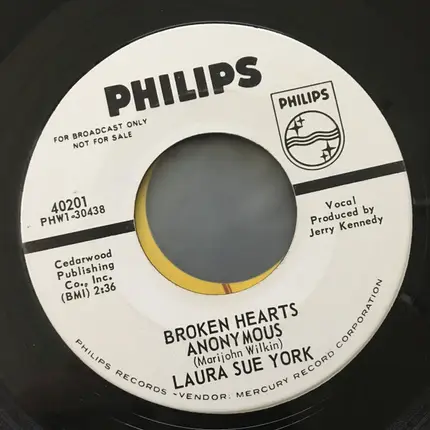 PHILIPS
PHILIPS
FOR BROADCAST ONLY
NOT FOR SALE
40201
PHW1-30438
Vocal
Produced by
Jerry Kennedy
Cedarwood
Publishing
Co., Inc.
(BMI) 2:36
BROKEN HEARTS
ANONYMOUS
(Marijohn Wilkin)
LAURA SUE YORK
PHILIPS RECORDS -VENDOR: MERCURY RECORD CORPORATION